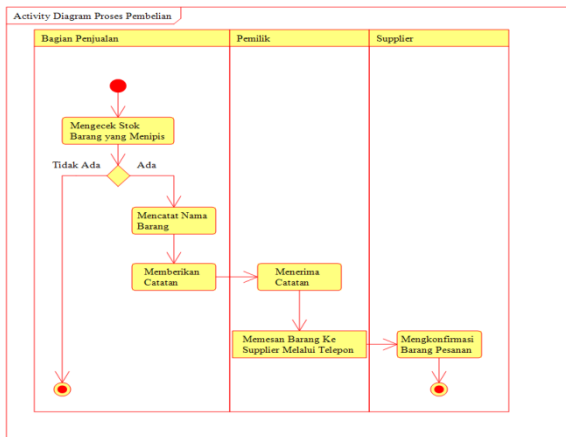 Activity Diagram Proses Pembelian
Bagian Penjualan
Pemilik
Supplier
Mengecek Stok
Barang yang Menipis
Tidak Ada
Ada
Mencatat Nama
Barang
Memberikan
Catatan
Menerima
Catatan
Memesan Barang Ke
Supplier Melalui Telepon
Mengkonfirmasi
Barang Pesanan